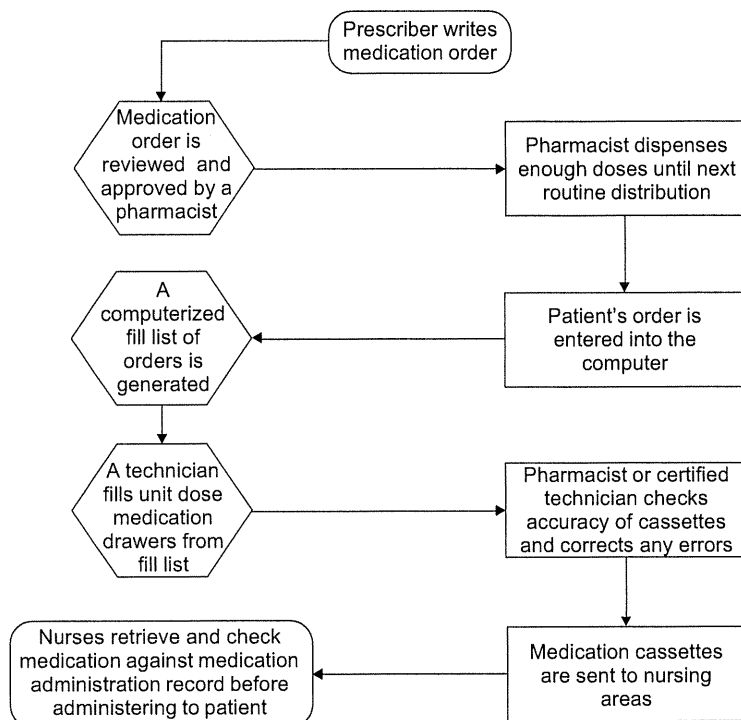 Prescriber writes
medication order
Medication
order is
reviewed and
approved by a
pharmacist
Pharmacist dispenses
enough doses until next
routine distribution
Patient's order is
entered into the
computer
A
computerized
fill list of
orders is
generated
A technician
fills unit dose
medication
drawers from
fill list
Pharmacist or certified
technician checks
accuracy of cassettes
and corrects any errors
Medication cassettes
are sent to nursing
areas
Nurses retrieve and check
medication against medication
administration record before
administering to patient